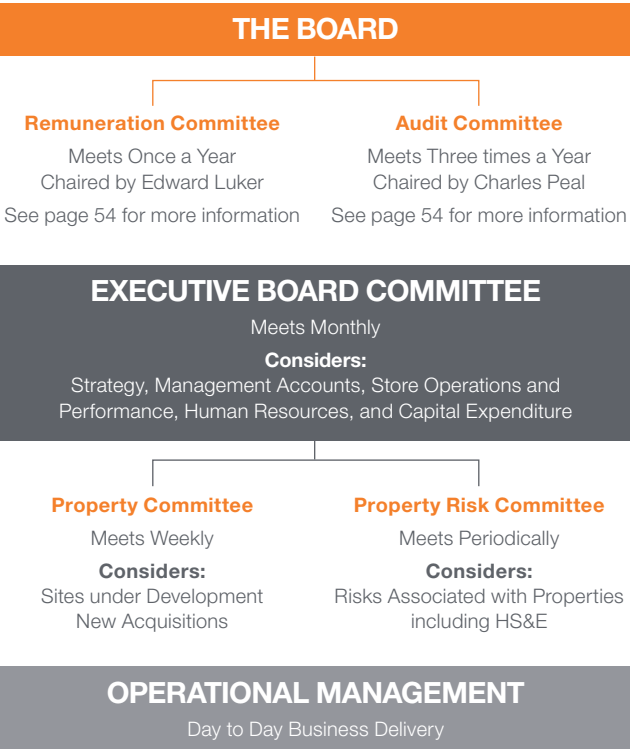 THE BOARD
Remuneration Committee
Meets Once a Year
Chaired by Edward Luker
See page 54 for more information
Audit Committee
Meets Three times a Year
Chaired by Charles Peal
See page 54 for more information
EXECUTIVE BOARD COMMITTEE
Meets Monthly
Considers:
Strategy, Management Accounts, Store Operations and
Performance, Human Resources, and Capital Expenditure
Property Committee
Meets Weekly
Considers:
Sites under Development
New Acquisitions
Property Risk Committee
Meets Periodically
Considers:
Risks Associated with Properties
including HS&E
OPERATIONAL MANAGEMENT
Day to Day Business Delivery